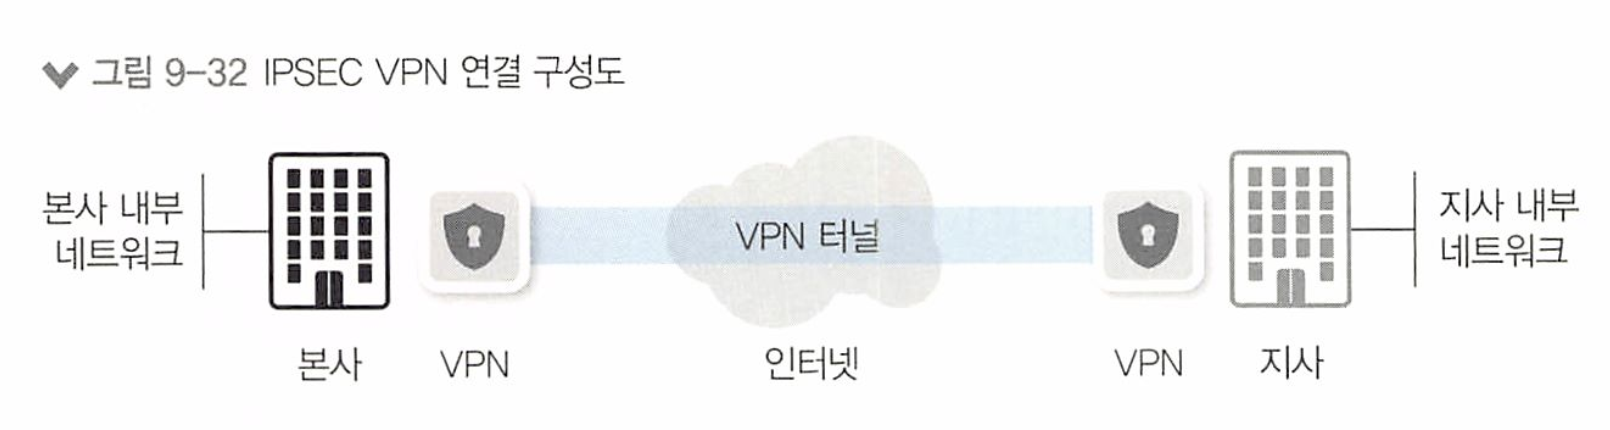 그림 9-32 IPSEC VPN 연결 구성도
본사 내부
네트워크
VPN 터널
지사 내부
네트워크
본사
VPN
인터넷
VPN
지사